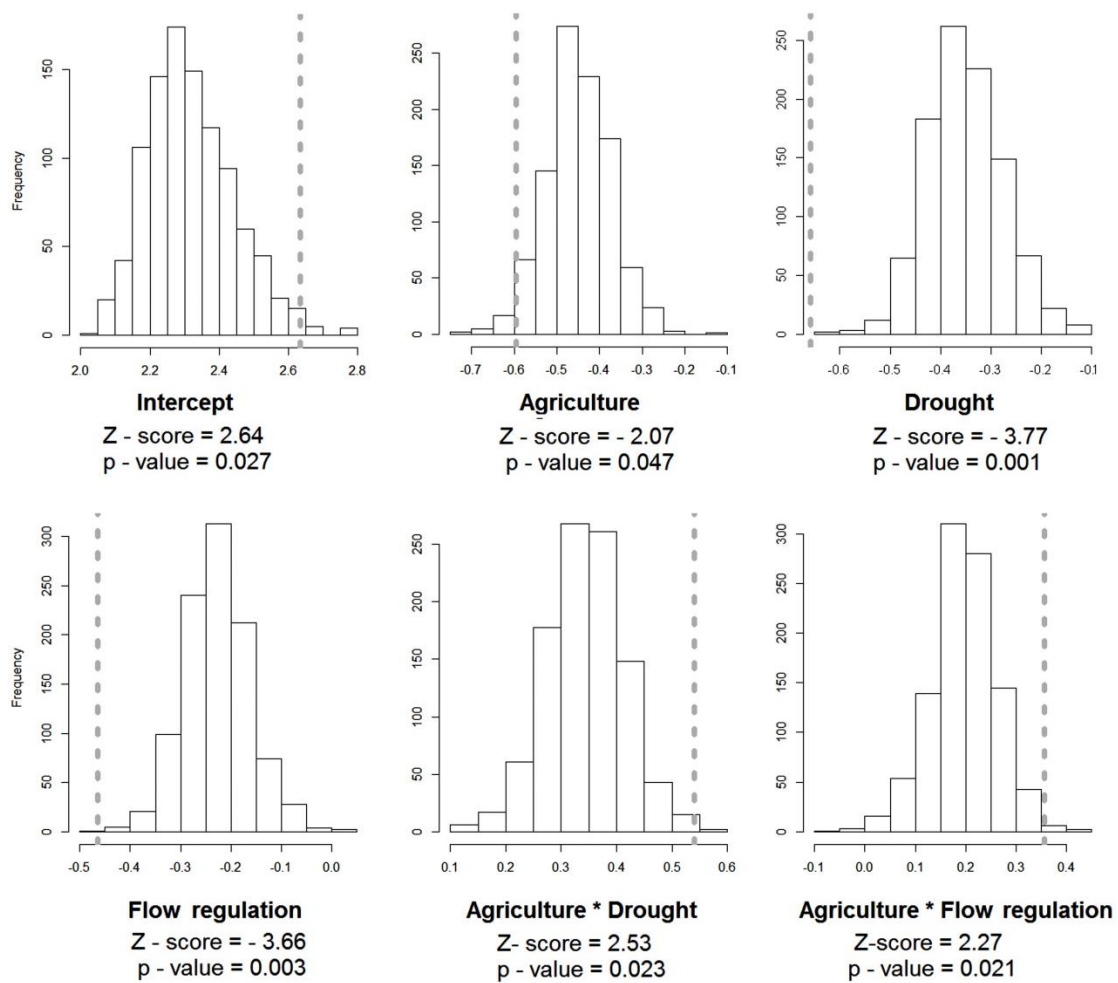 Frequency
0 50 100 150
2.0 2.2 2.4 2.6 2.8
Intercept
Z - score = 2.64
p - value = 0.027
0 50 100 150 200 250
-0.7 -0.6 -0.5 -0.4 -0.3 -0.2 -0.1
Agriculture
Z - score = - 2.07
p - value = 0.047
0 50 100 150 200 250
-0.6 -0.5 -0.4 -0.3 -0.2 -0.1
Drought
Z - score = - 3.77
p - value = 0.001
Frequency
0 50 100 150 200 250 300
-0.5 -0.4 -0.3 -0.2 -0.1 0.0
Flow regulation
Z - score = - 3.66
p - value = 0.003
0 50 100 150 200 250
0.1 0.2 0.3 0.4 0.5 0.6
Agriculture * Drought
Z- score = 2.53
p - value = 0.023
0 50 100 150 200 250 300
-0.1 0.0 0.1 0.2 0.3 0.4
Agriculture * Flow regulation
Z-score = 2.27
p - value = 0.021